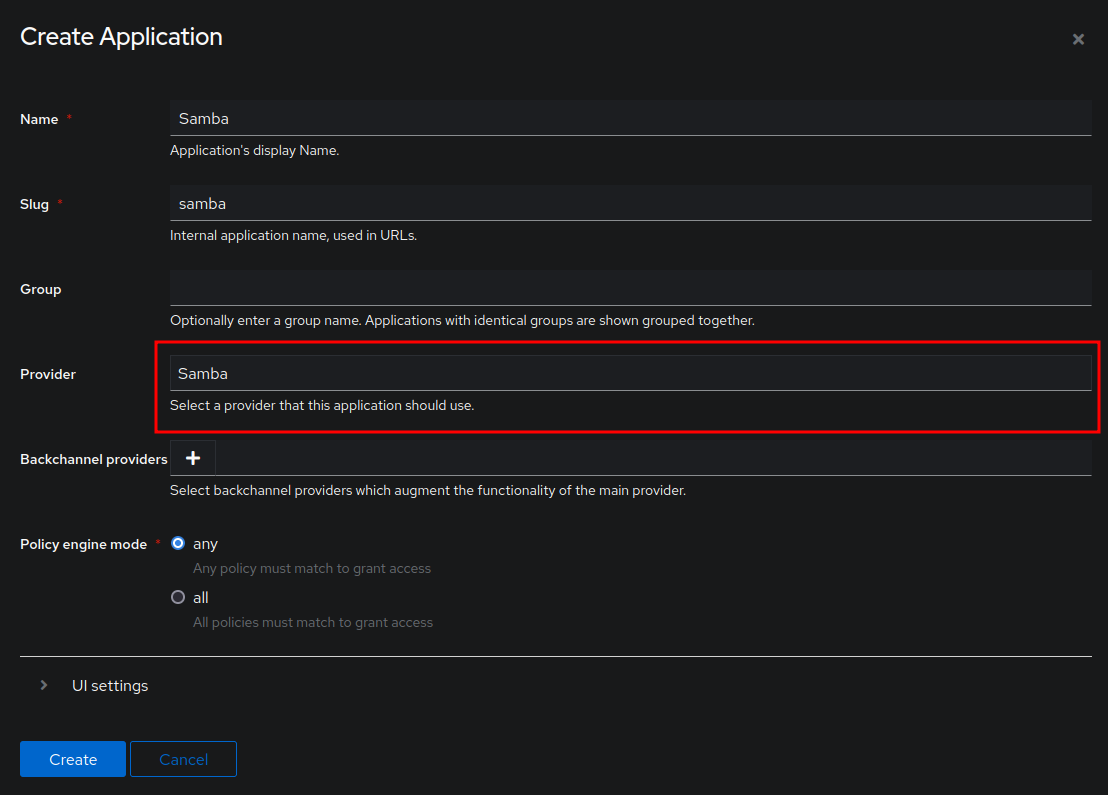 Create Application
Name *
Samba
Application's display Name.
Slug *
samba
Internal application name, used in URLs.
Group
Optionally enter a group name. Applications with identical groups are shown grouped together.
Provider
Samba
Select a provider that this application should use.
Backchannel providers
Select backchannel providers which augment the functionality of the main provider.
Policy engine mode *
any
Any policy must match to grant access
all
All policies must match to grant access
UI settings
Create
Cancel